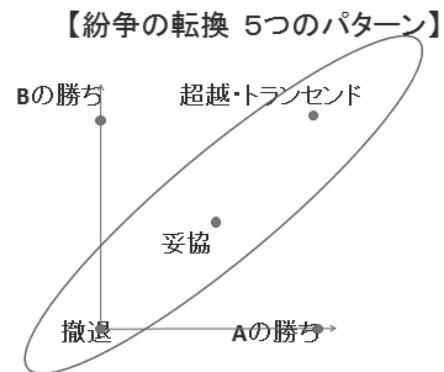 【紛争の転換 5つのパターン】
Bの勝ち
超越・トランセンド
妥協
撤退
Aの勝ち